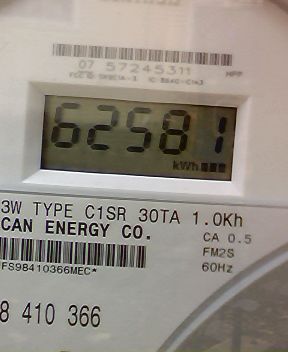 07 57245311
62581
kWh
3W TYPE C1SR 30TA 1.0Kh
CAN ENERGY CO.
CA 0.5
FM2S
60Hz
FS98410366MEC*
8 410 366